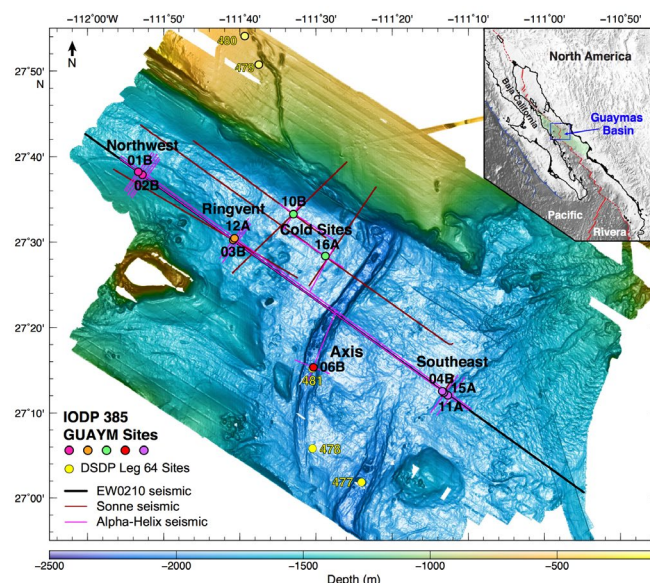 −112°00' −111°50' −111°40' −111°30' −111°20' −111°10' −111°00' −110°50'
27°50'
N
27°40'
27°30'
27°20'
27°10'
27°00'
N
480
479
Northwest
01B
02B
Ringvent
12A
03B
10B
Cold Sites
16A
Axis
06B
481
Southeast
04B
15A
11A
478
477
North America
Baja California
Guaymas
Basin
Pacific
Rivera
IODP 385
GUAYM Sites
DSDP Leg 64 Sites
EW0210 seismic
Sonne seismic
Alpha-Helix seismic
−2500 −2000 −1500 −1000 −500
Depth (m)